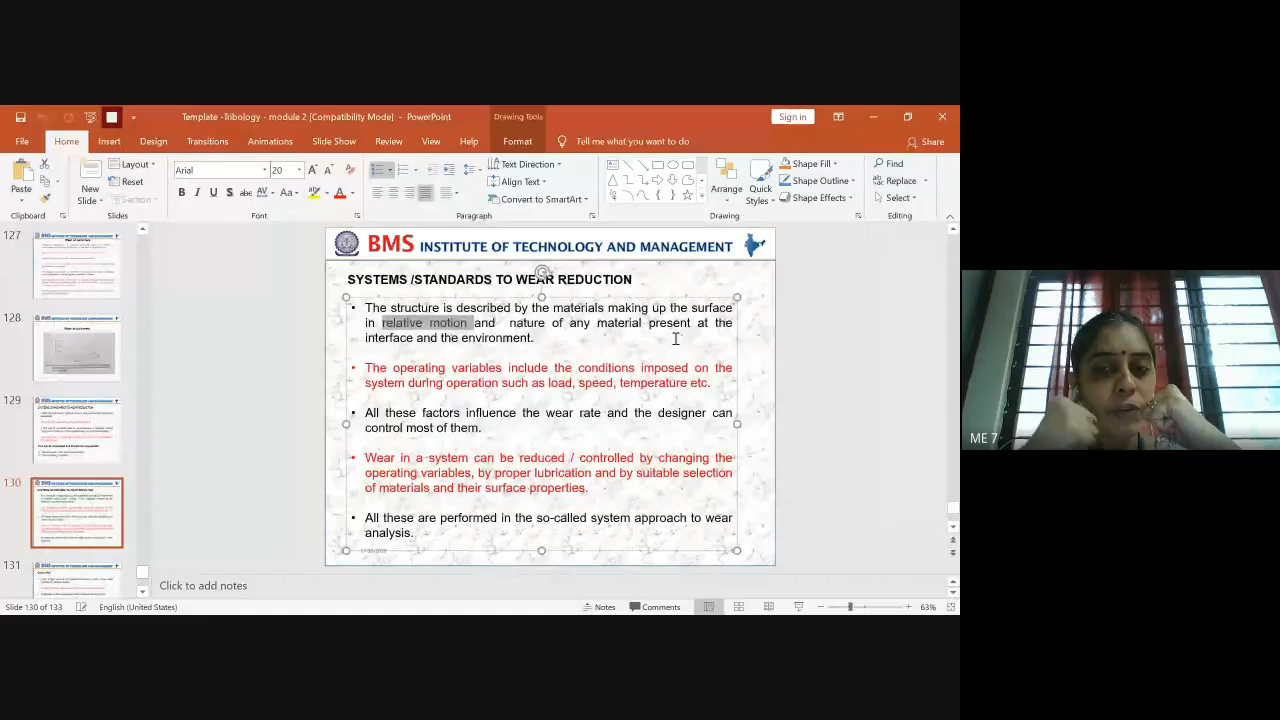 Template -Tribology - module 2 [Compatibility Mode] - PowerPoint
Drawing Tools
Sign in
File Home Insert Design Transitions Animations Slide Show Review View Help Format Tell me what you want to do Share
Paste
Clipboard
New Slide
Layout
Reset
Section
Slides
Arial 20
B I U S abc AV Aa A
Font
Text Direction
Align Text
Convert to SmartArt
Paragraph
Arrange
Quick Styles
Shape Fill
Shape Outline
Shape Effects
Drawing
Find
Replace
Select
Editing
127
128
129
130
131
BMS INSTITUTE OF TECHNOLOGY AND MANAGEMENT
WEAR REDUCTION
• The structure is described by the materials making up the surface
in relative motion and nature of any material present at the
interface and the environment.
• The operating variables include the conditions imposed on the
system during operation such as load, speed, temperature etc.
• All these factors influence the wear rate and the designer can
control most of them.
• Wear in a system can be reduced / controlled by changing the
operating variables, by proper lubrication and by suitable selection
of materials and their surface properties.
• All these are performed using systems or system approach to wear
analysis.
Click to add notes
Slide 130 of 133 English (United States) Notes Comments 63%
ME 7